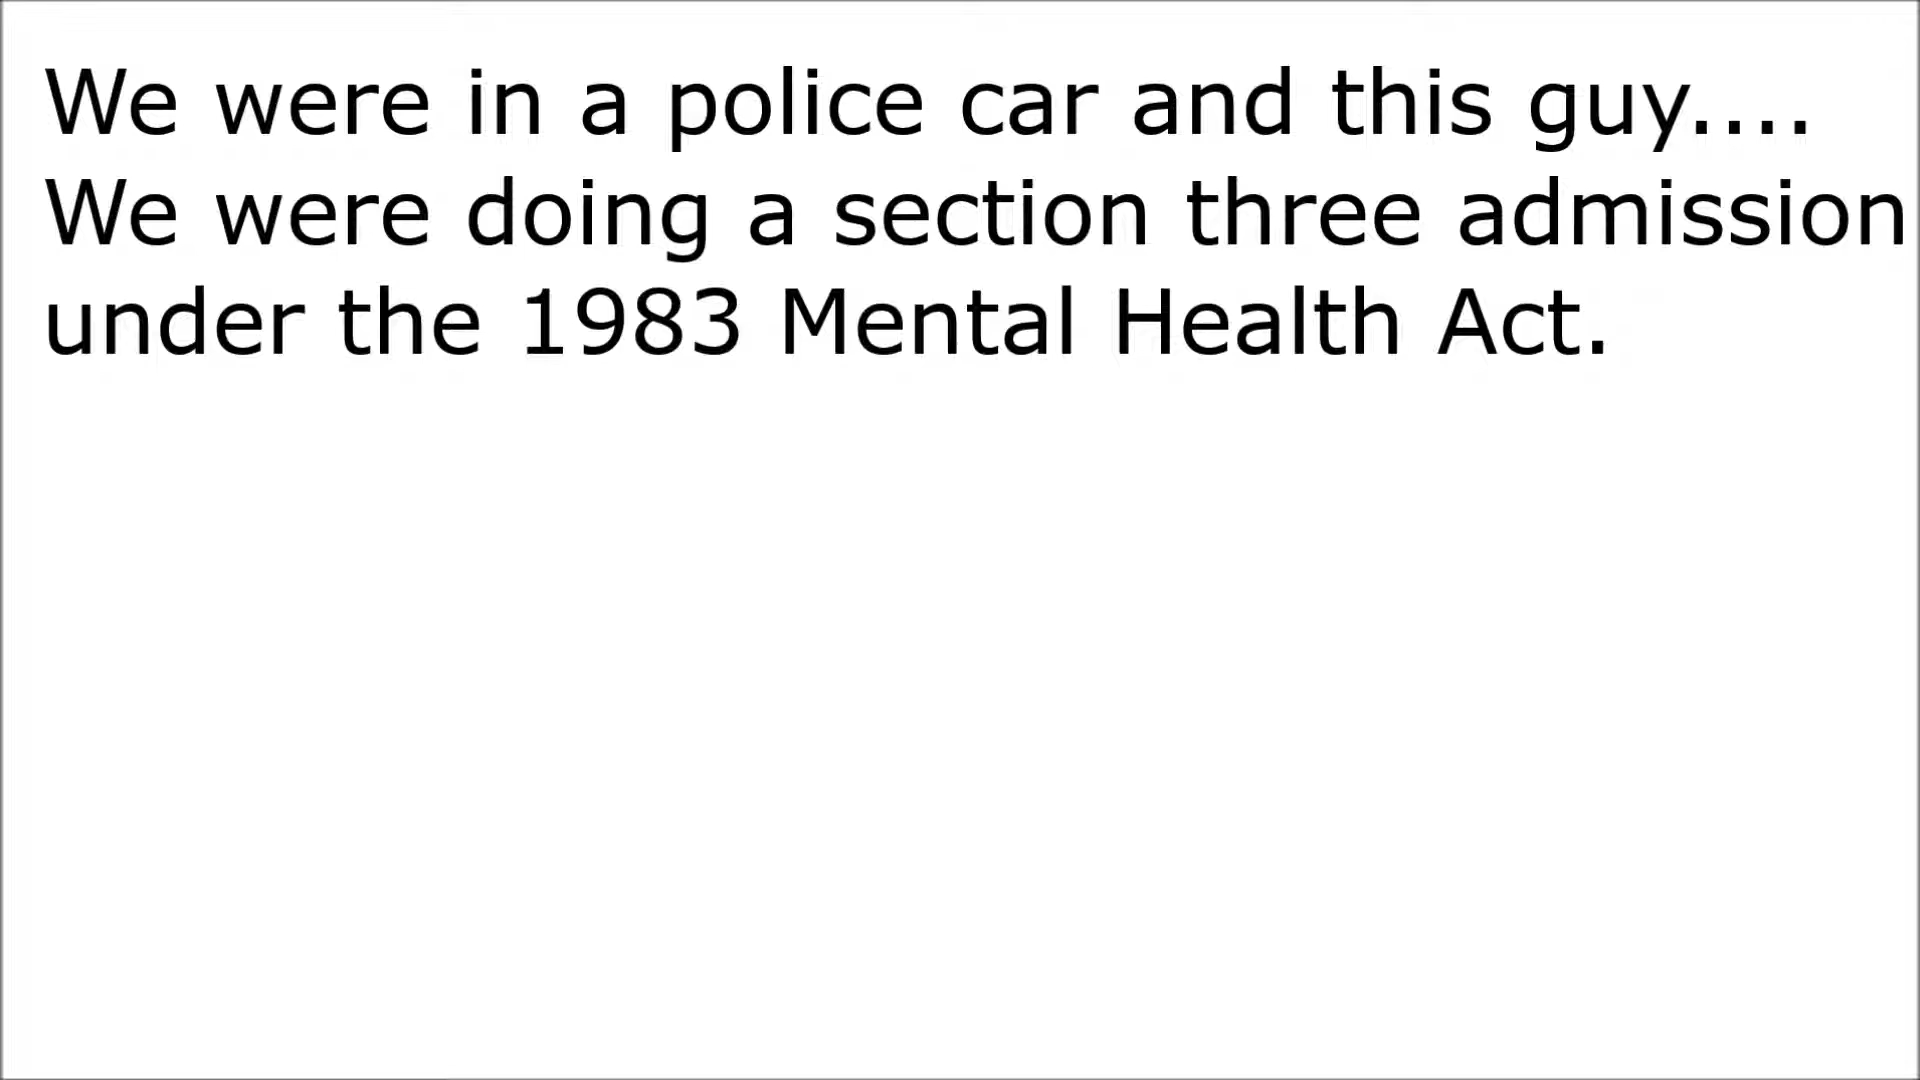 We were in a police car and this guy....
We were doing a section three admission
under the 1983 Mental Health Act.